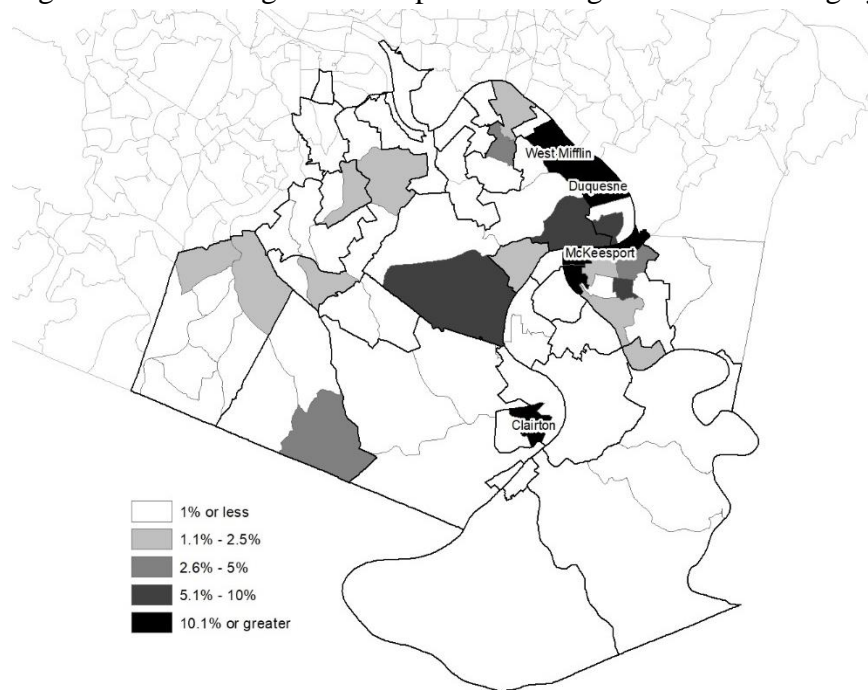 West Mifflin
Duquesne
McKeesport
Clairton
1% or less
1.1% - 2.5%
2.6% - 5%
5.1% - 10%
10.1% or greater